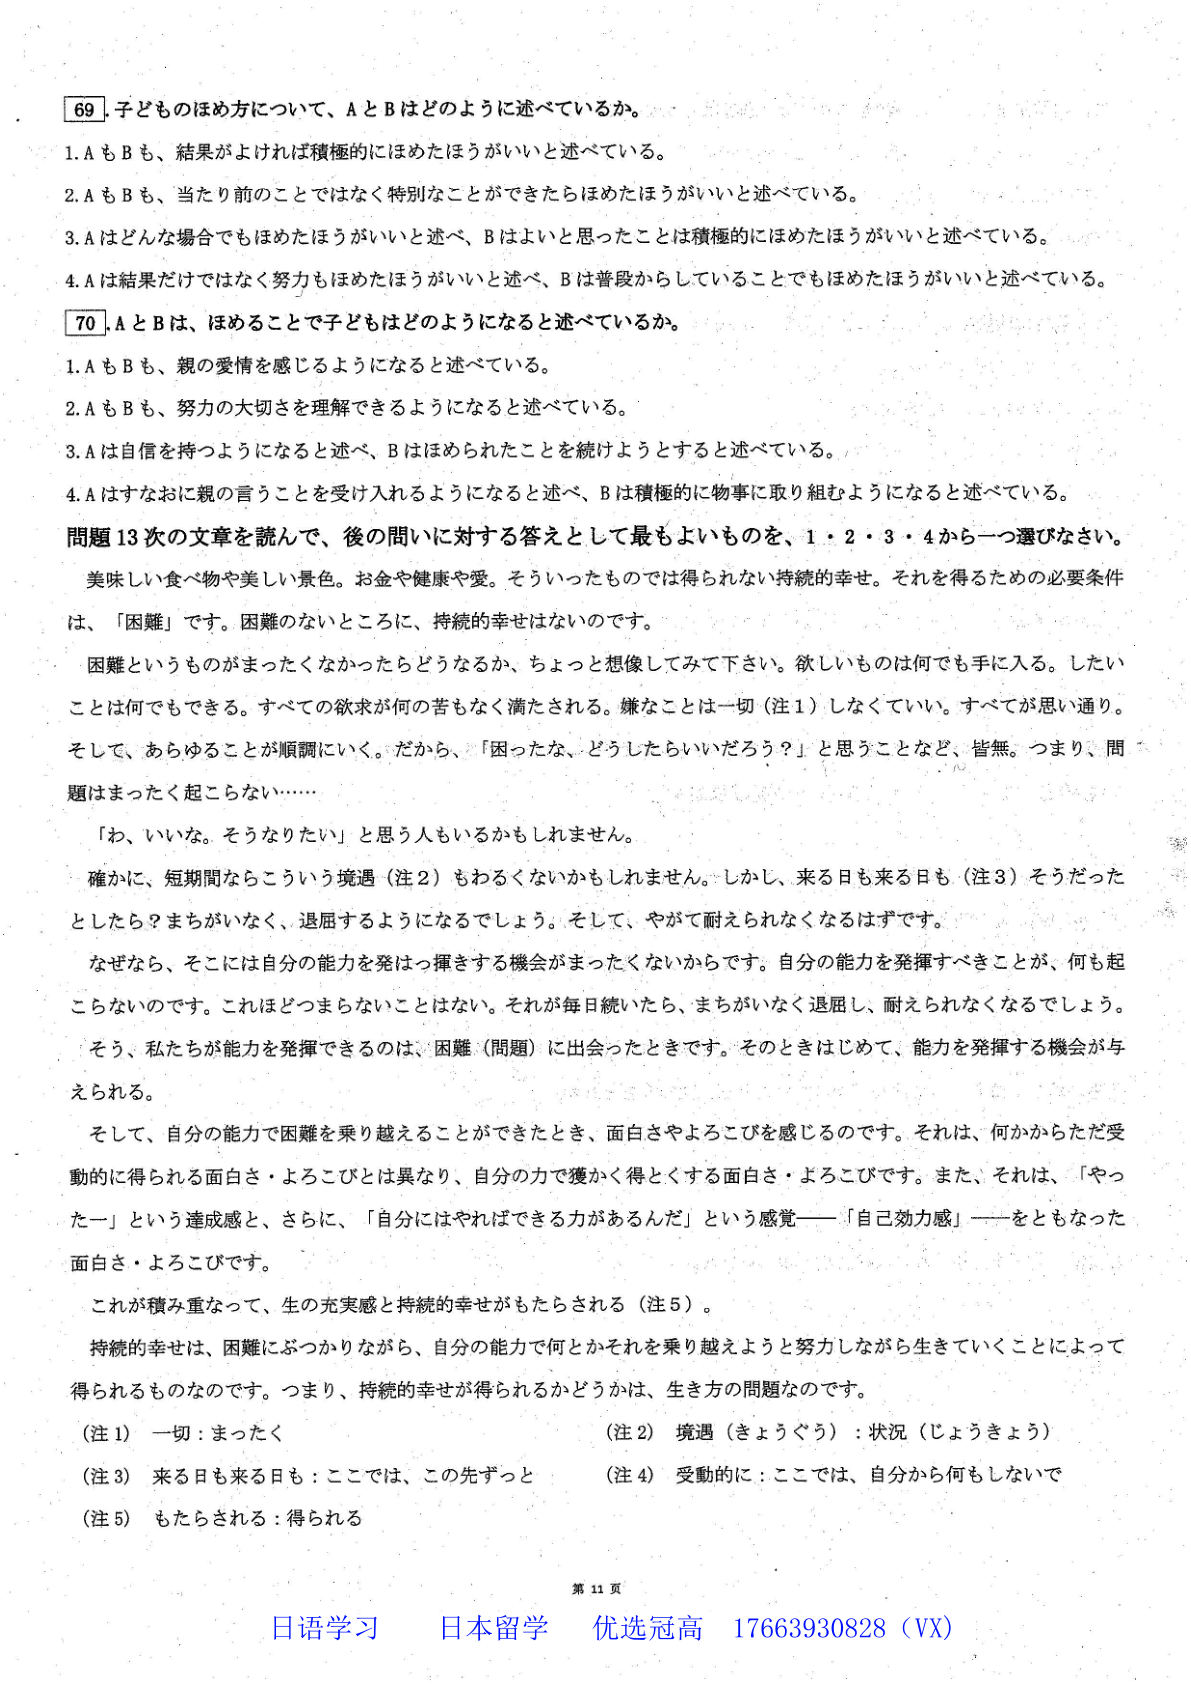 69.子どものほめ方について、AとBはどのように述べているか。
1.AもBも、結果がよければ積極的にほめたほうがいいと述べている。
2.AもBも、当たり前のことではなく特別なことができたらほめたほうがいいと述べている。
3.Aはどんな場合でもほめたほうがいいと述べ、Bはよいと思ったことは積極的にほめたほうがいいと述べている。
4.Aは結果だけではなく努力もほめたほうがいいと述べ、Bは普段からしていることでもほめたほうがいいと述べている。
70.AとBは、ほめることで子どもはどのようになると述べているか。
1.AもBも、親の愛情を感じるようになると述べている。
2.AもBも、努力の大切さを理解できるようになると述べている。
3.Aは自信を持つようになると述べ、Bはほめられたことを続けようとすると述べている。
4.Aはすなおに親の言うことを受け入れるようになると述べ、Bは積極的に物事に取り組むようになると述べている。
問題13次の文章を読んで、後の問いに対する答えとして最もよいものを、1・2・3・4から一つ選びなさい。
美味しい食べ物や美しい景色。お金や健康や愛。そういったものでは得られない持続的幸せ。それを得るための必要条件
は、「困難」です。困難のないところに、持続的幸せはないのです。
困難というものがまったくなかったらどうなるか、ちょっと想像してみて下さい。欲しいものは何でも手に入る。したい
ことは何でもできる。すべての欲求が何の苦もなく満たされる。嫌なことは一切（注1）しなくていい。すべてが思い通り。
そして、あらゆることが順調にいく。だから、「困ったな、どうしたらいいだろう？」と思うことなど、皆無。つまり、問
題はまったく起こらない……
「わ、いいな。そうなりたい」と思う人もいるかもしれません。
確かに、短期間ならこういう境遇（注2）もわるくないかもしれません。しかし、来る日も来る日も（注3）そうだった
としたら？まちがいなく、退屈するようになるでしょう。そして、やがて耐えられなくなるはずです。
なぜなら、そこには自分の能力を発はっ揮きする機会がまったくないからです。自分の能力を発揮すべきことが、何も起
こらないのです。これほどつまらないことはない。それが毎日続いたら、まちがいなく退屈し、耐えられなくなるでしょう。
そう、私たちが能力を発揮できるのは、困難（問題）に出会ったときです。そのときはじめて、能力を発揮する機会が与
えられる。
そして、自分の能力で困難を乗り越えることができたとき、面白さやよろこびを感じるのです。それは、何かからただ受
動的に得られる面白さ・よろこびとは異なり、自分の力で獲かく得とくする面白さ・よろこびです。また、それは、「やっ
たー」という達成感と、さらに、「自分にはやればできる力があるんだ」という感覚――「自己効力感」――をともなった
面白さ・よろこびです。
これが積み重なって、生の充実感と持続的幸せがもたらされる（注5）。
持続的幸せは、困難にぶつかりながら、自分の能力で何とかそれを乗り越えようと努力しながら生きていくことによって
得られるものなのです。つまり、持続的幸せが得られるかどうかは、生き方の問題なのです。
（注1） 一切：まったく （注2） 境遇（きょうぐう）：状況（じょうきょう）
（注3） 来る日も来る日も：ここでは、この先ずっと （注4） 受動的に：ここでは、自分から何もしないで
（注5） もたらされる：得られる
第 11 页
日语学习 日本留学 优选冠高 17663930828（VX）